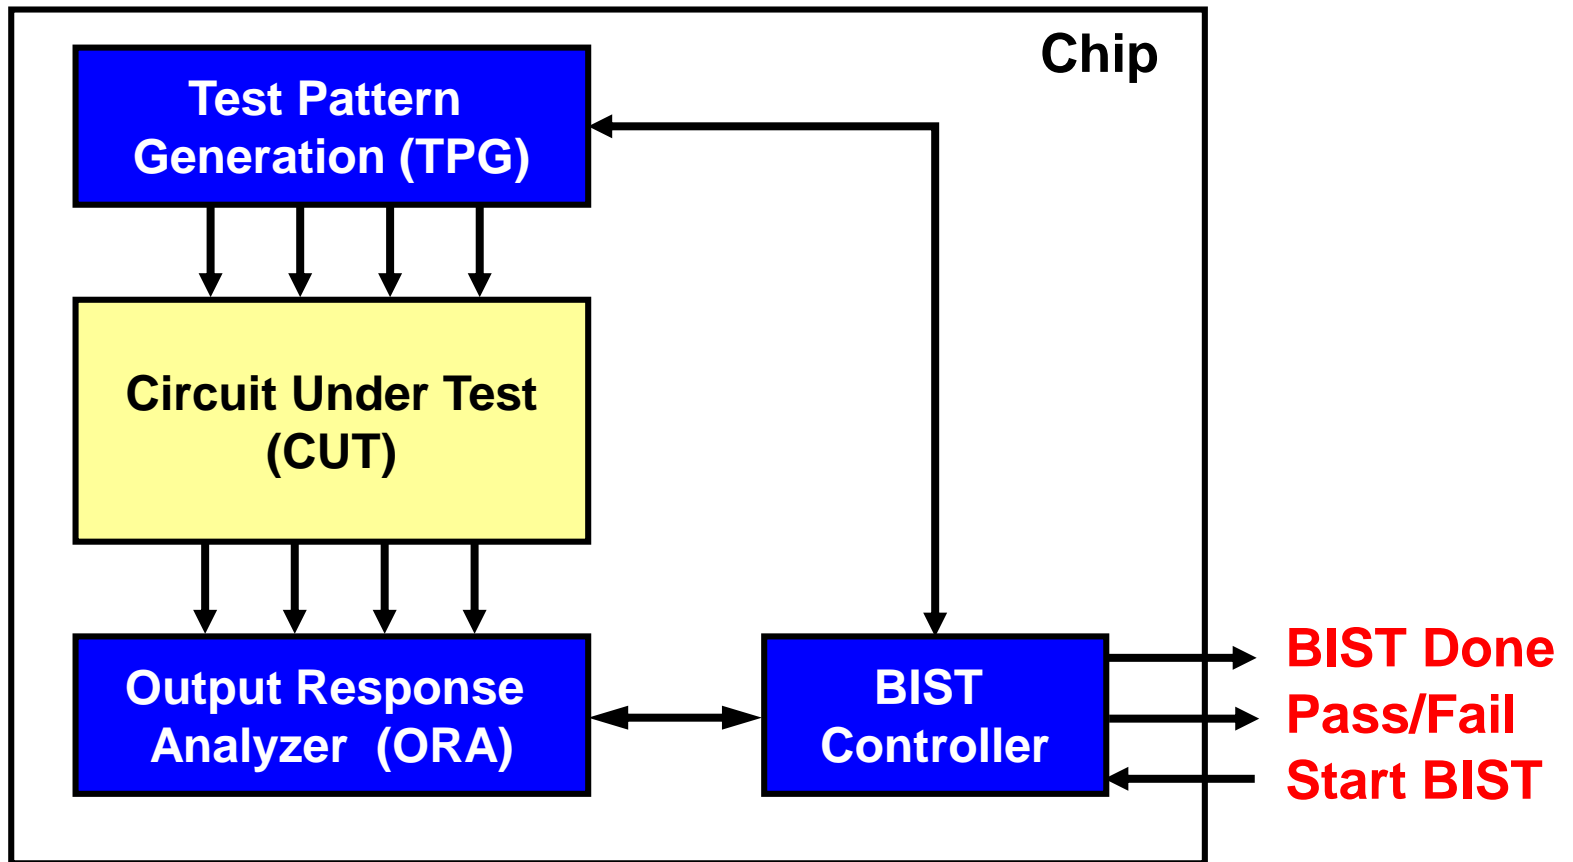 Chip
Test Pattern
Generation (TPG)
Circuit Under Test
(CUT)
Output Response
Analyzer (ORA)
BIST
Controller
BIST Done
Pass/Fail
Start BIST